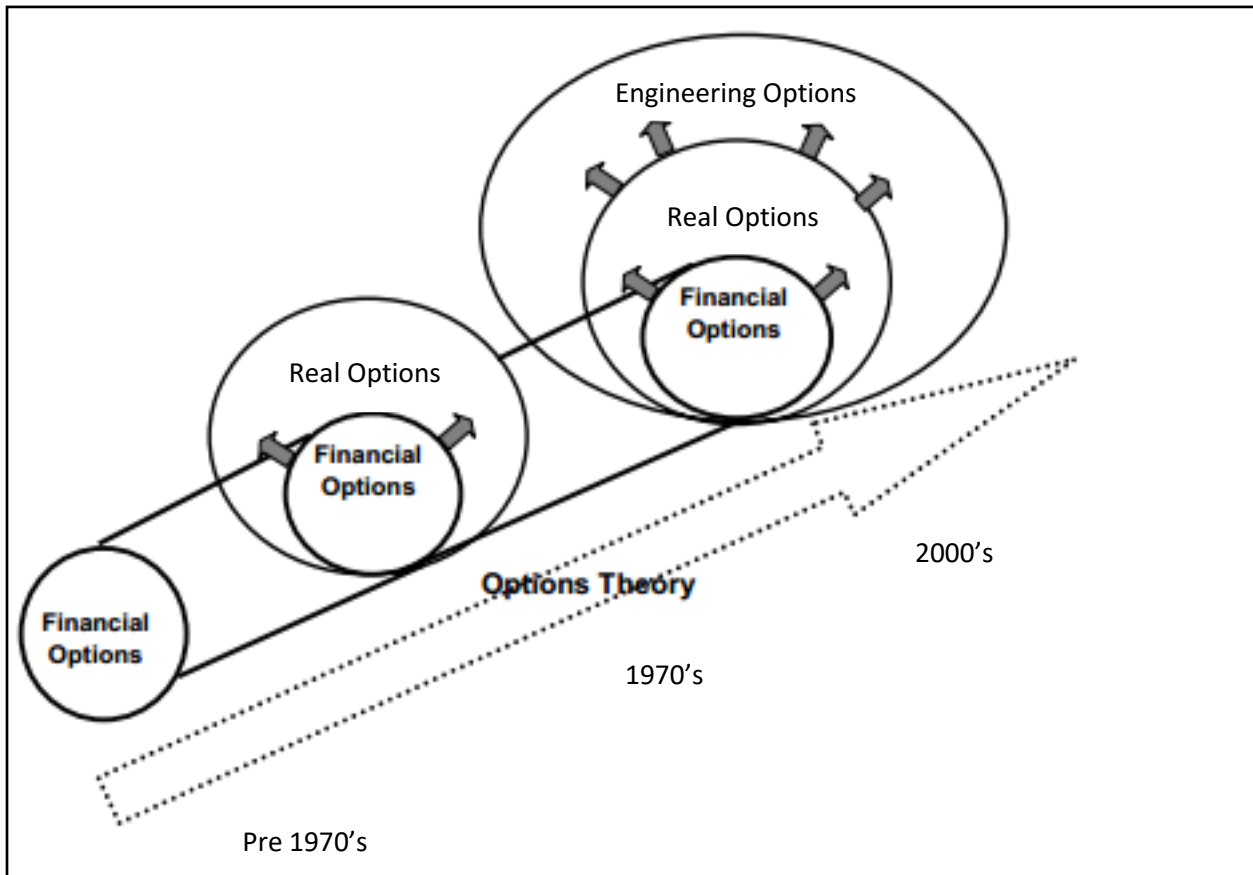 Engineering Options
Real Options
Financial
Options
Real Options
Financial
Options
Financial
Options
Options Theory
2000's
1970's
Pre 1970's